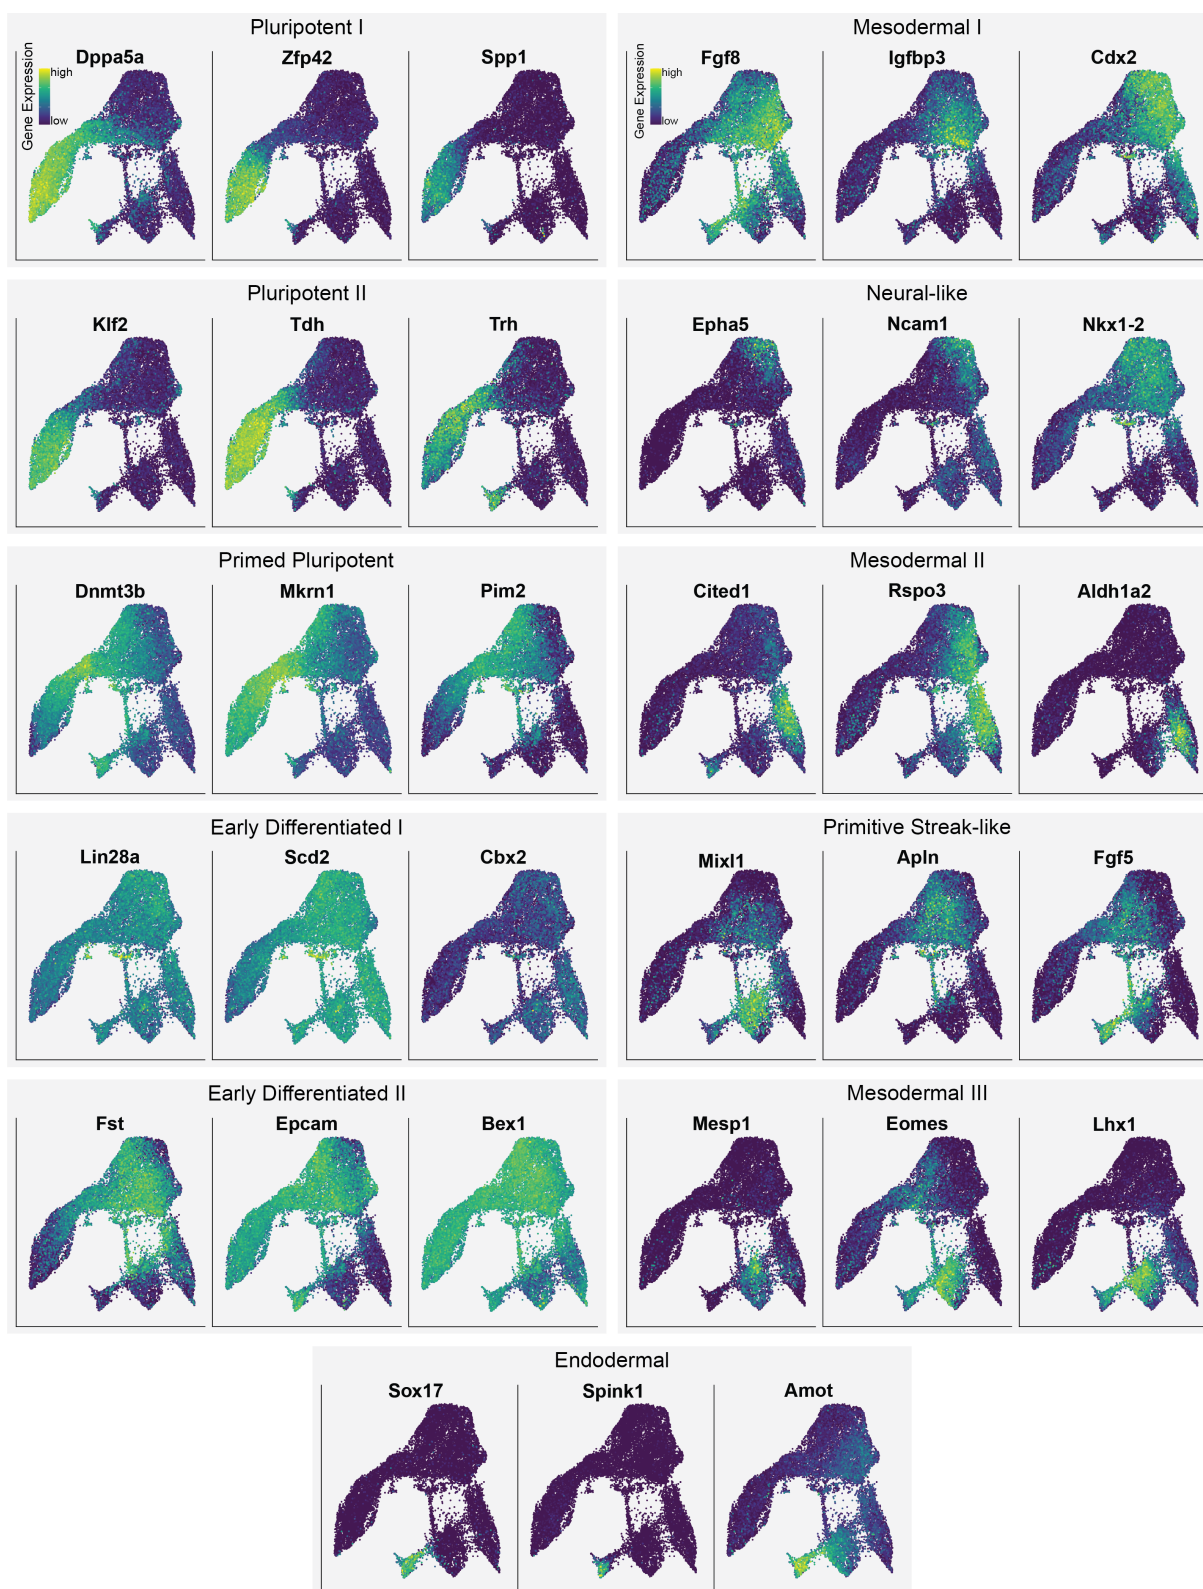 Pluripotent I
Dppa5a Zfp42 Spp1
Gene Expression
high
low
Mesodermal I
Fgf8 Igfbp3 Cdx2
Gene Expression
high
low
Pluripotent II
Klf2 Tdh Trh
Neural-like
Epha5 Ncam1 Nkx1-2
Primed Pluripotent
Dnmt3b Mkrn1 Pim2
Mesodermal II
Cited1 Rspo3 Aldh1a2
Early Differentiated I
Lin28a Scd2 Cbx2
Primitive Streak-like
Mixl1 Apln Fgf5
Early Differentiated II
Fst Epcam Bex1
Mesodermal III
Mesp1 Eomes Lhx1
Endodermal
Sox17 Spink1 Amot